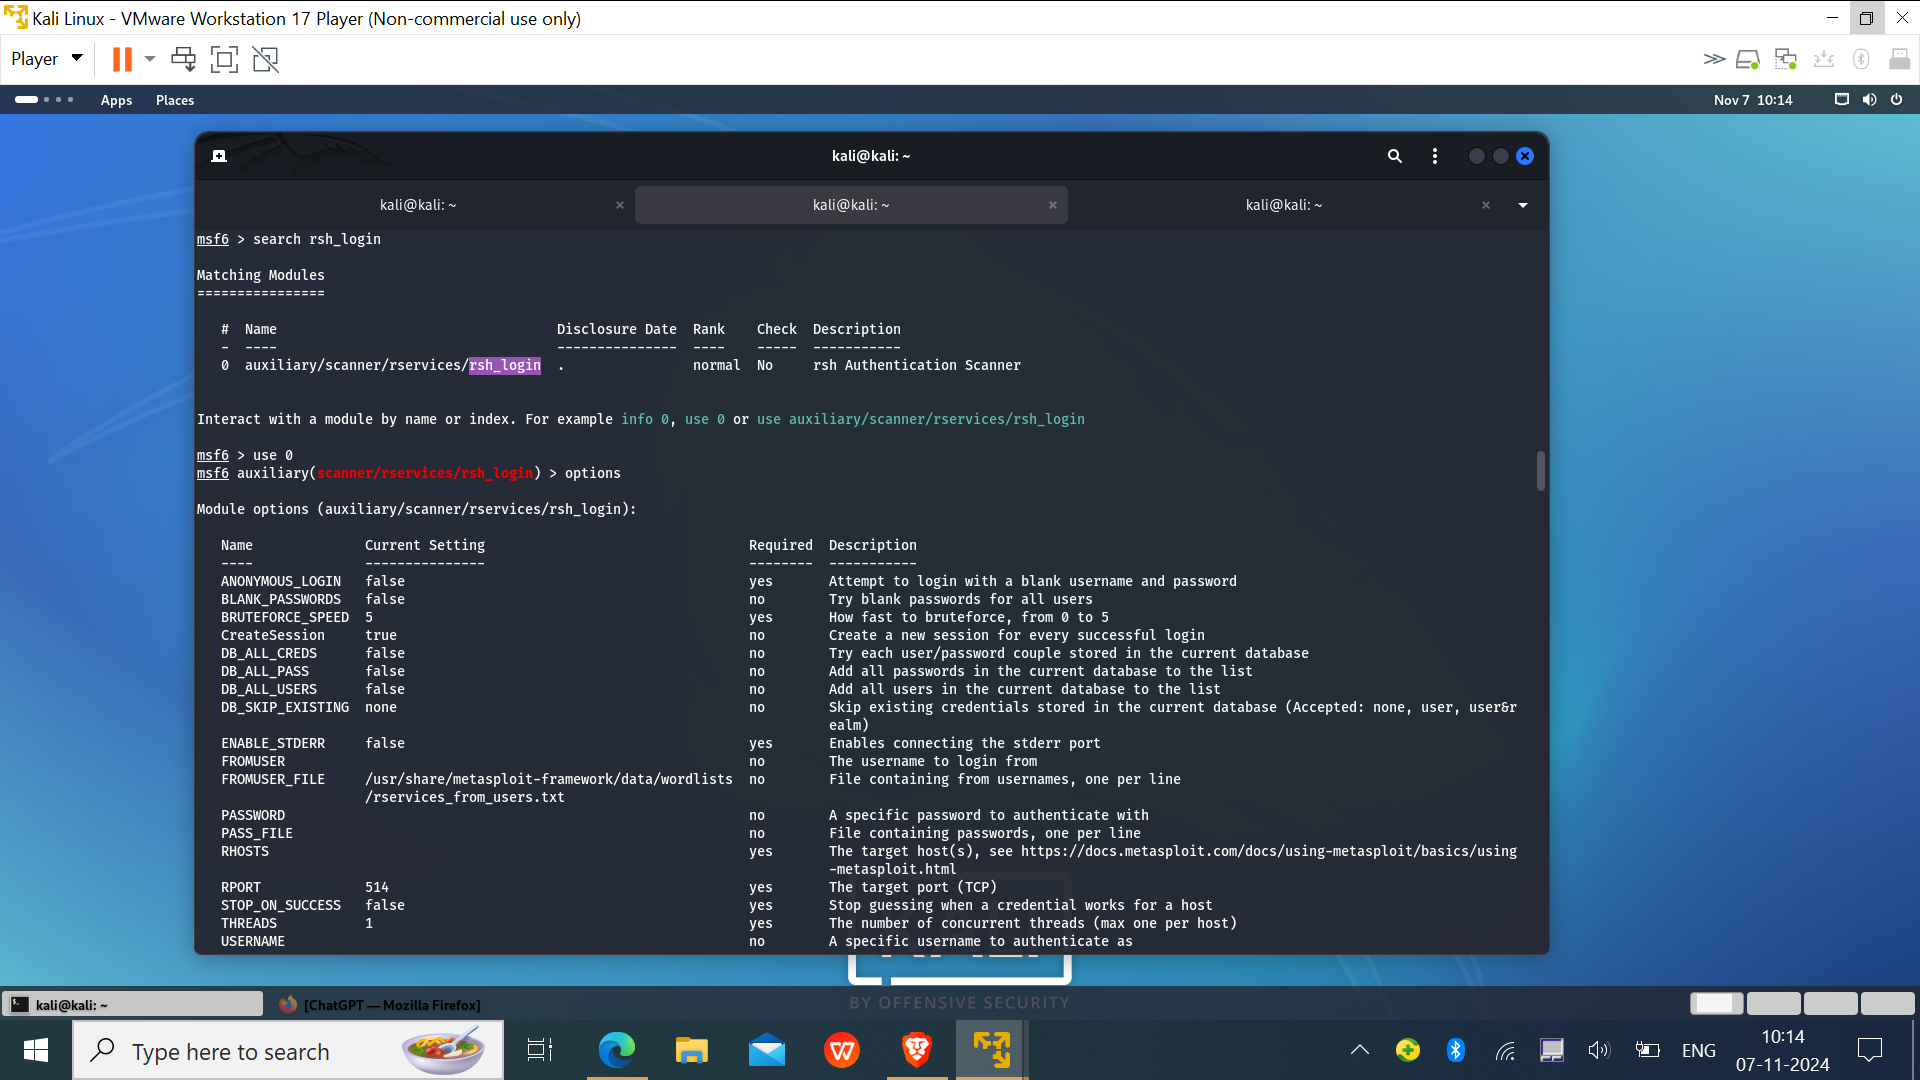 Kali Linux - VMware Workstation 17 Player (Non-commercial use only)
Player
Apps Places Nov 7 10:14
kali@kali: ~
kali@kali: ~ kali@kali: ~ kali@kali: ~
msf6 > search rsh_login
Matching Modules
================
# Name Disclosure Date Rank Check Description
- ---- --------------- ---- ----- -----------
0 auxiliary/scanner/rservices/rsh_login . normal No rsh Authentication Scanner
Interact with a module by name or index. For example info 0, use 0 or use auxiliary/scanner/rservices/rsh_login
msf6 > use 0
msf6 auxiliary(scanner/rservices/rsh_login) > options
Module options (auxiliary/scanner/rservices/rsh_login):
Name Current Setting Required Description
---- --------------- -------- -----------
ANONYMOUS_LOGIN false yes Attempt to login with a blank username and password
BLANK_PASSWORDS false no Try blank passwords for all users
BRUTEFORCE_SPEED 5 yes How fast to bruteforce, from 0 to 5
CreateSession true no Create a new session for every successful login
DB_ALL_CREDS false no Try each user/password couple stored in the current database
DB_ALL_PASS false no Add all passwords in the current database to the list
DB_ALL_USERS false no Add all users in the current database to the list
DB_SKIP_EXISTING none no Skip existing credentials stored in the current database (Accepted: none, user, user&r
ealm)
ENABLE_STDERR false yes Enables connecting the stderr port
FROMUSER no The username to login from
FROMUSER_FILE /usr/share/metasploit-framework/data/wordlists no File containing from usernames, one per line
/rservices_from_users.txt
PASSWORD no A specific password to authenticate with
PASS_FILE no File containing passwords, one per line
RHOSTS yes The target host(s), see https://docs.metasploit.com/docs/using-metasploit/basics/using
-metasploit.html
RPORT 514 yes The target port (TCP)
STOP_ON_SUCCESS false yes Stop guessing when a credential works for a host
THREADS 1 yes The number of concurrent threads (max one per host)
USERNAME no A specific username to authenticate as
BY OFFENSIVE SECURITY
kali@kali: ~ [ChatGPT — Mozilla Firefox]
Type here to search
ENG
10:14
07-11-2024